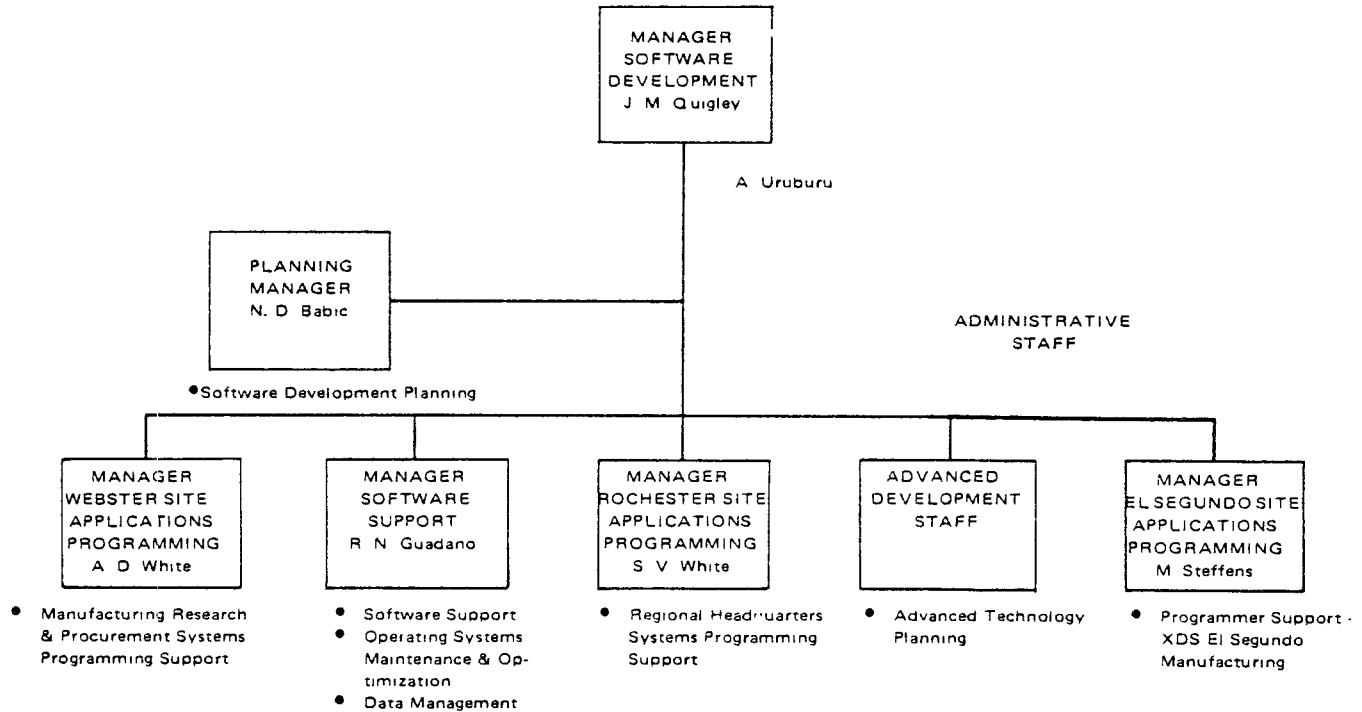 MANAGER
SOFTWARE
DEVELOPMENT
J M Quigley
A Uruburu
PLANNING
MANAGER
N. D Babic
ADMINISTRATIVE
STAFF
•Software Development Planning
MANAGER
WEBSTER SITE
APPLICATIONS
PROGRAMMING
A D White
• Manufacturing Research
& Procurement Systems
Programming Support
MANAGER
SOFTWARE
SUPPORT
R N Guadano
• Software Support
• Operating Systems
Maintenance & Op-
timization
• Data Management
MANAGER
ROCHESTER SITE
APPLICATIONS
PROGRAMMING
S V White
• Regional Headquarters
Systems Programming
Support
ADVANCED
DEVELOPMENT
STAFF
• Advanced Technology
Planning
MANAGER
EL SEGUNDO SITE
APPLICATIONS
PROGRAMMING
M Steffens
• Programmer Support -
XDS El Segundo
Manufacturing